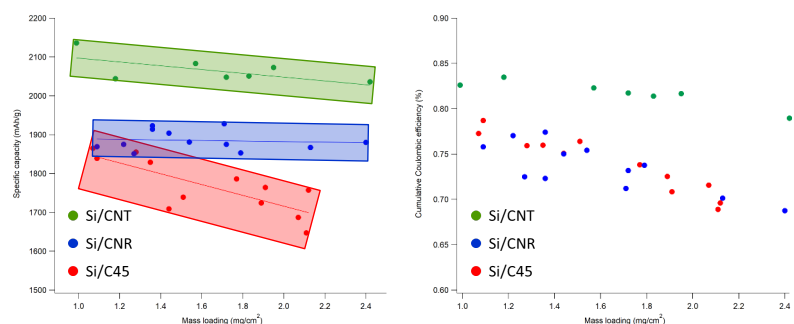 2200
2100
2000
1900
1800
1700
1600
1500
Specific capacity (mAh/g)
Si/CNT
Si/CNR
Si/C45
1.0 1.2 1.4 1.6 1.8 2.0 2.2 2.4
Mass loading (mg/cm²)
0.90
0.85
0.80
0.75
0.70
0.65
0.60
Cumulative Coulombic efficiency (%)
Si/CNT
Si/CNR
Si/C45
1.0 1.2 1.4 1.6 1.8 2.0 2.2 2.4
Mass loading (mg/cm²)